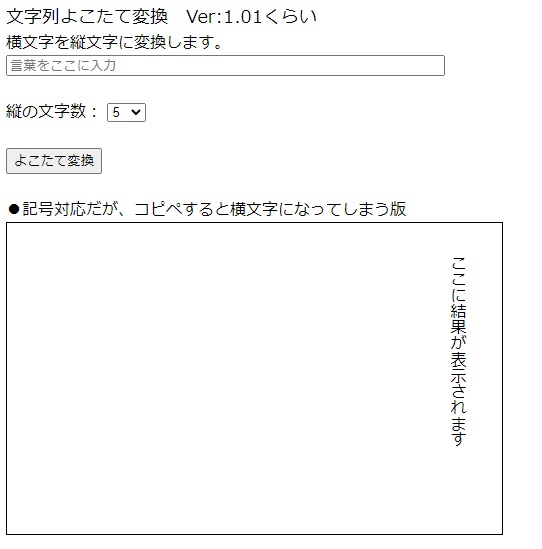 文字列よこたて変換　Ver:1.01くらい
横文字を縦文字に変換します。
言葉をここに入力
縦の文字数： 5
よこたて変換
●記号対応だが、コピペすると横文字になってしまう版
ここに結果が表示されます